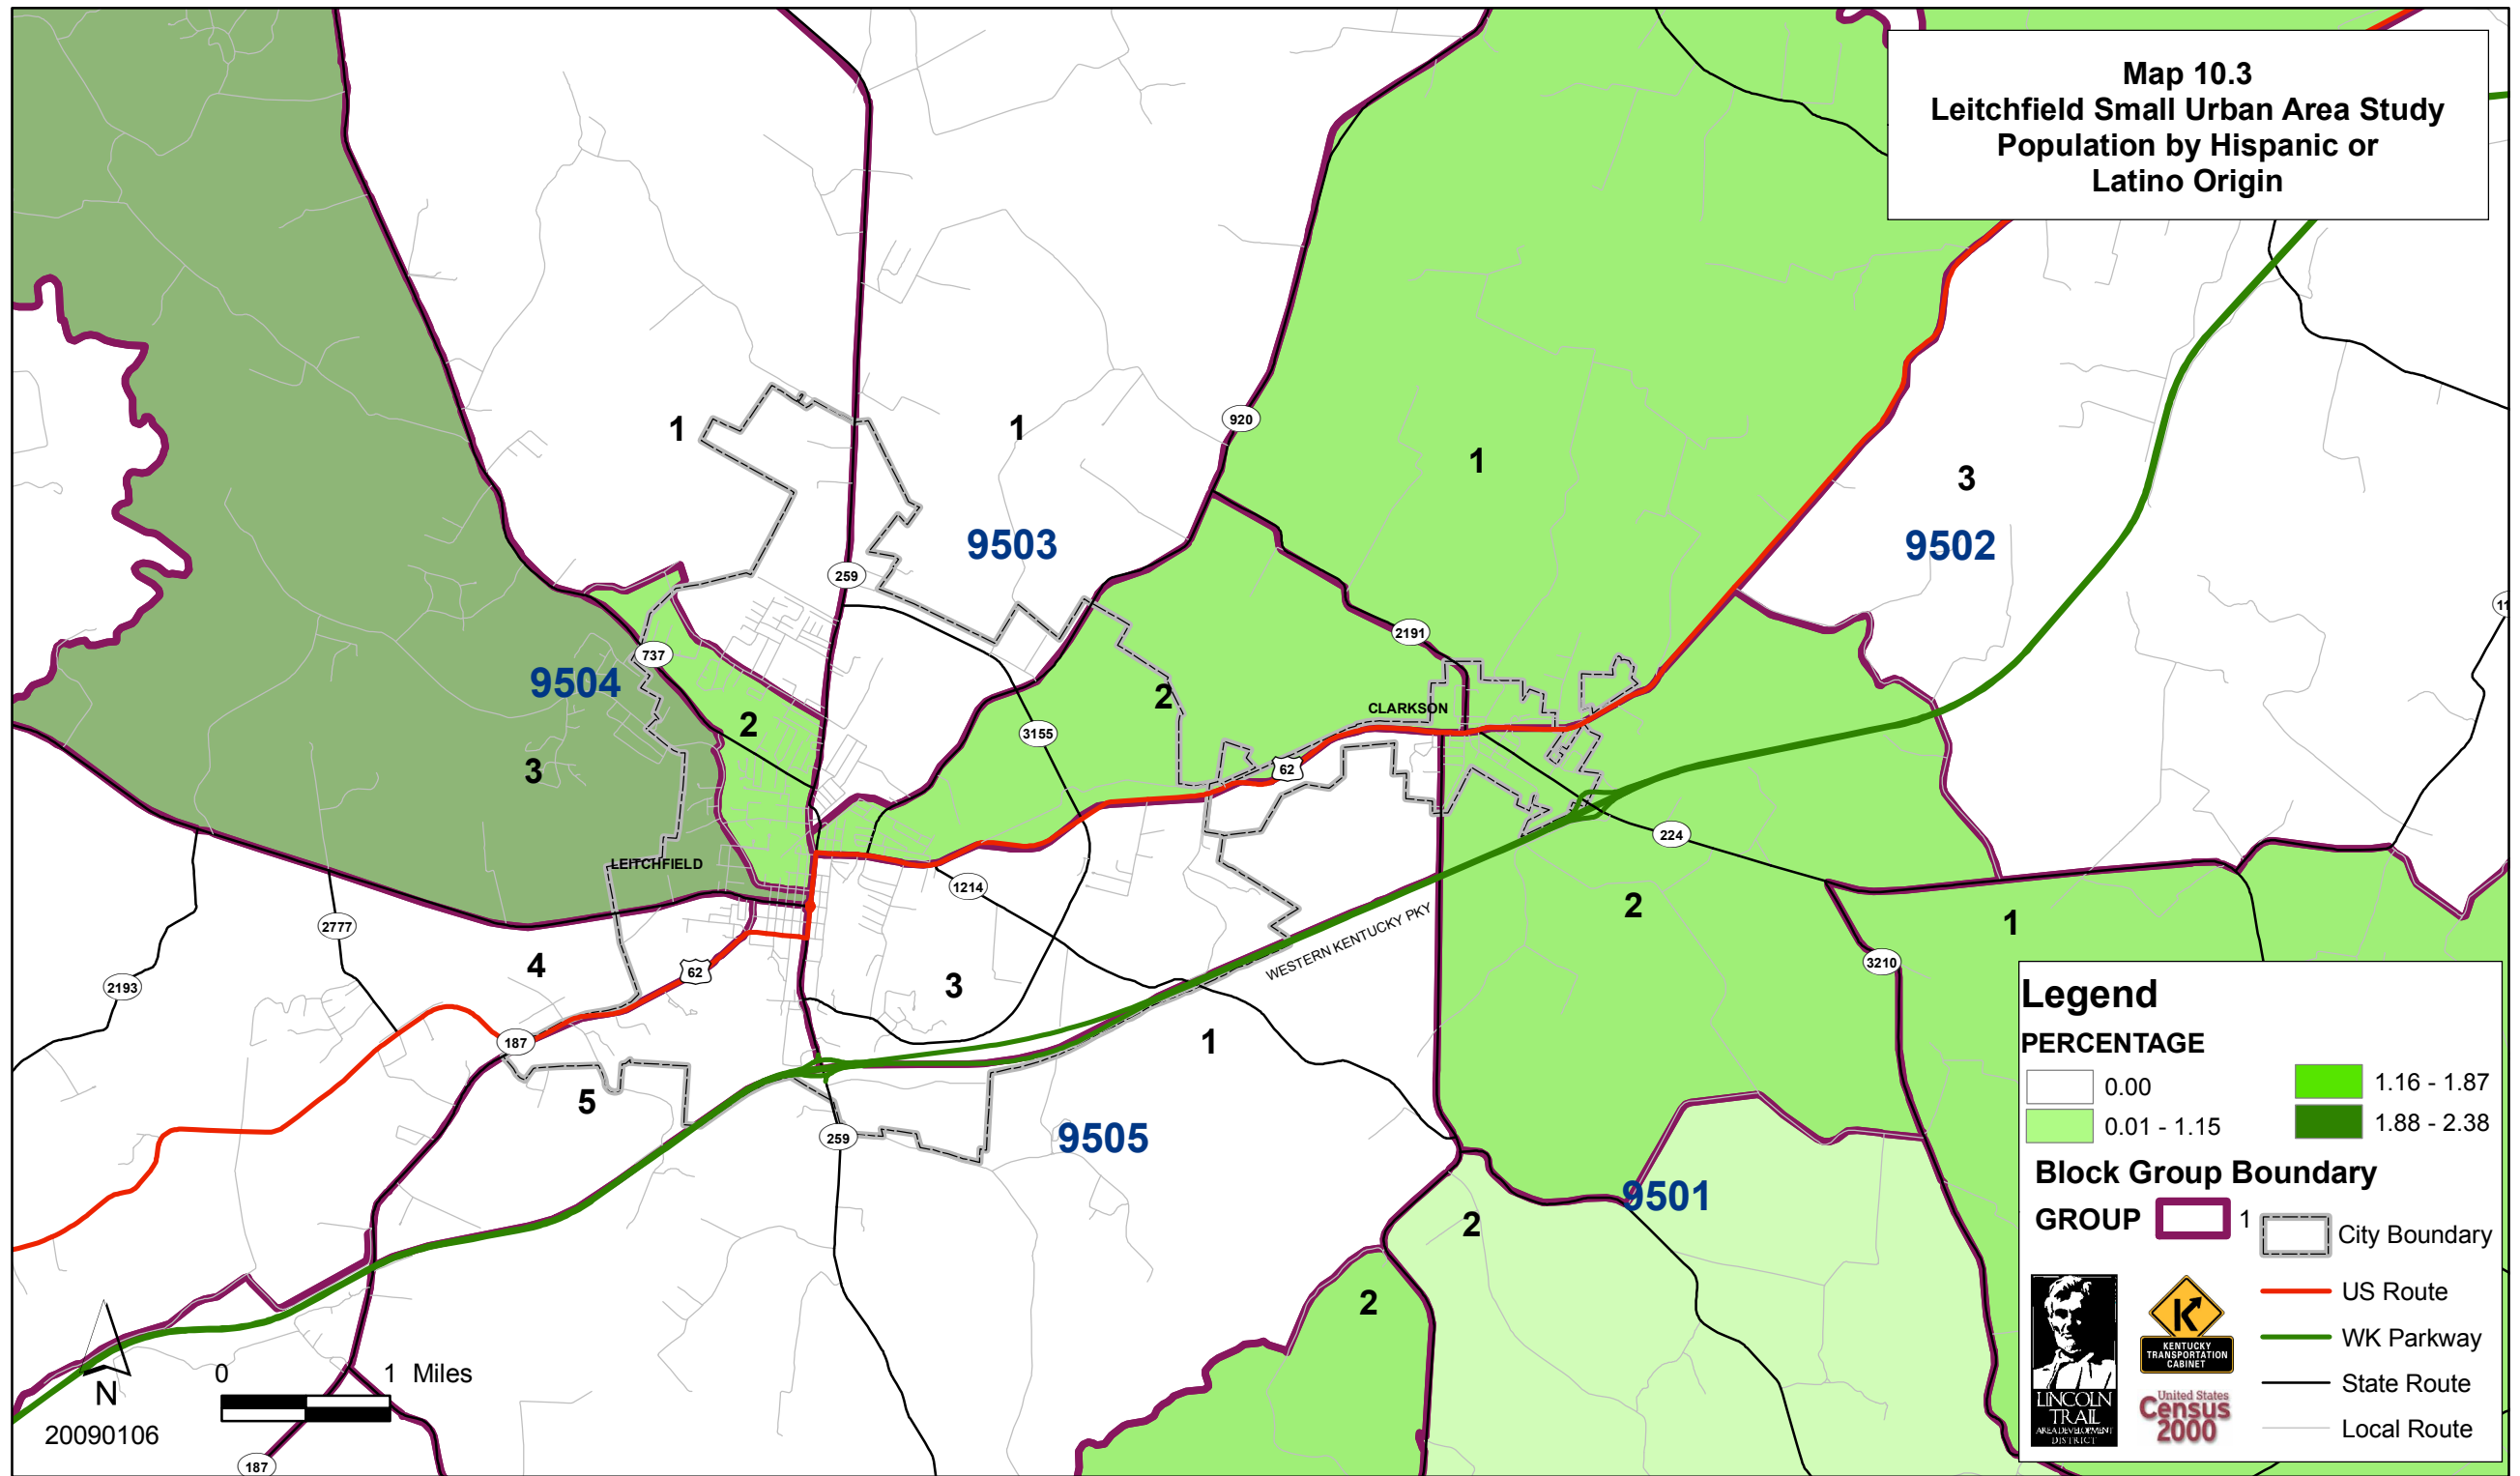 Map 10.3
Leitchfield Small Urban Area Study
Population by Hispanic or
Latino Origin
1
1
920
1
3
9503
9502
259
11
2191
737
9504
2
2
CLARKSON
3155
3
62
224
LEITCHFIELD
1214
2
1
2777
WESTERN KENTUCKY PKY
4
62
3210
2193
3
187
1
5
259
9505
9501
2
2
Legend
PERCENTAGE
0.00
1.16 - 1.87
0.01 - 1.15
1.88 - 2.38
Block Group Boundary
GROUP
1
City Boundary
US Route
WK Parkway
State Route
Local Route
LINCOLN
TRAIL
AREA DEVELOPMENT
DISTRICT
K
KENTUCKY
TRANSPORTATION
CABINET
United States
Census
2000
0
1 Miles
N
20090106
187